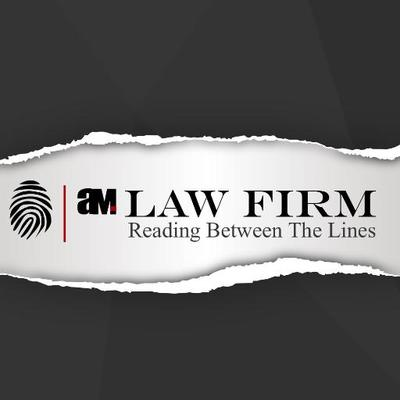 aM. LAW FIRM
Reading Between The Lines